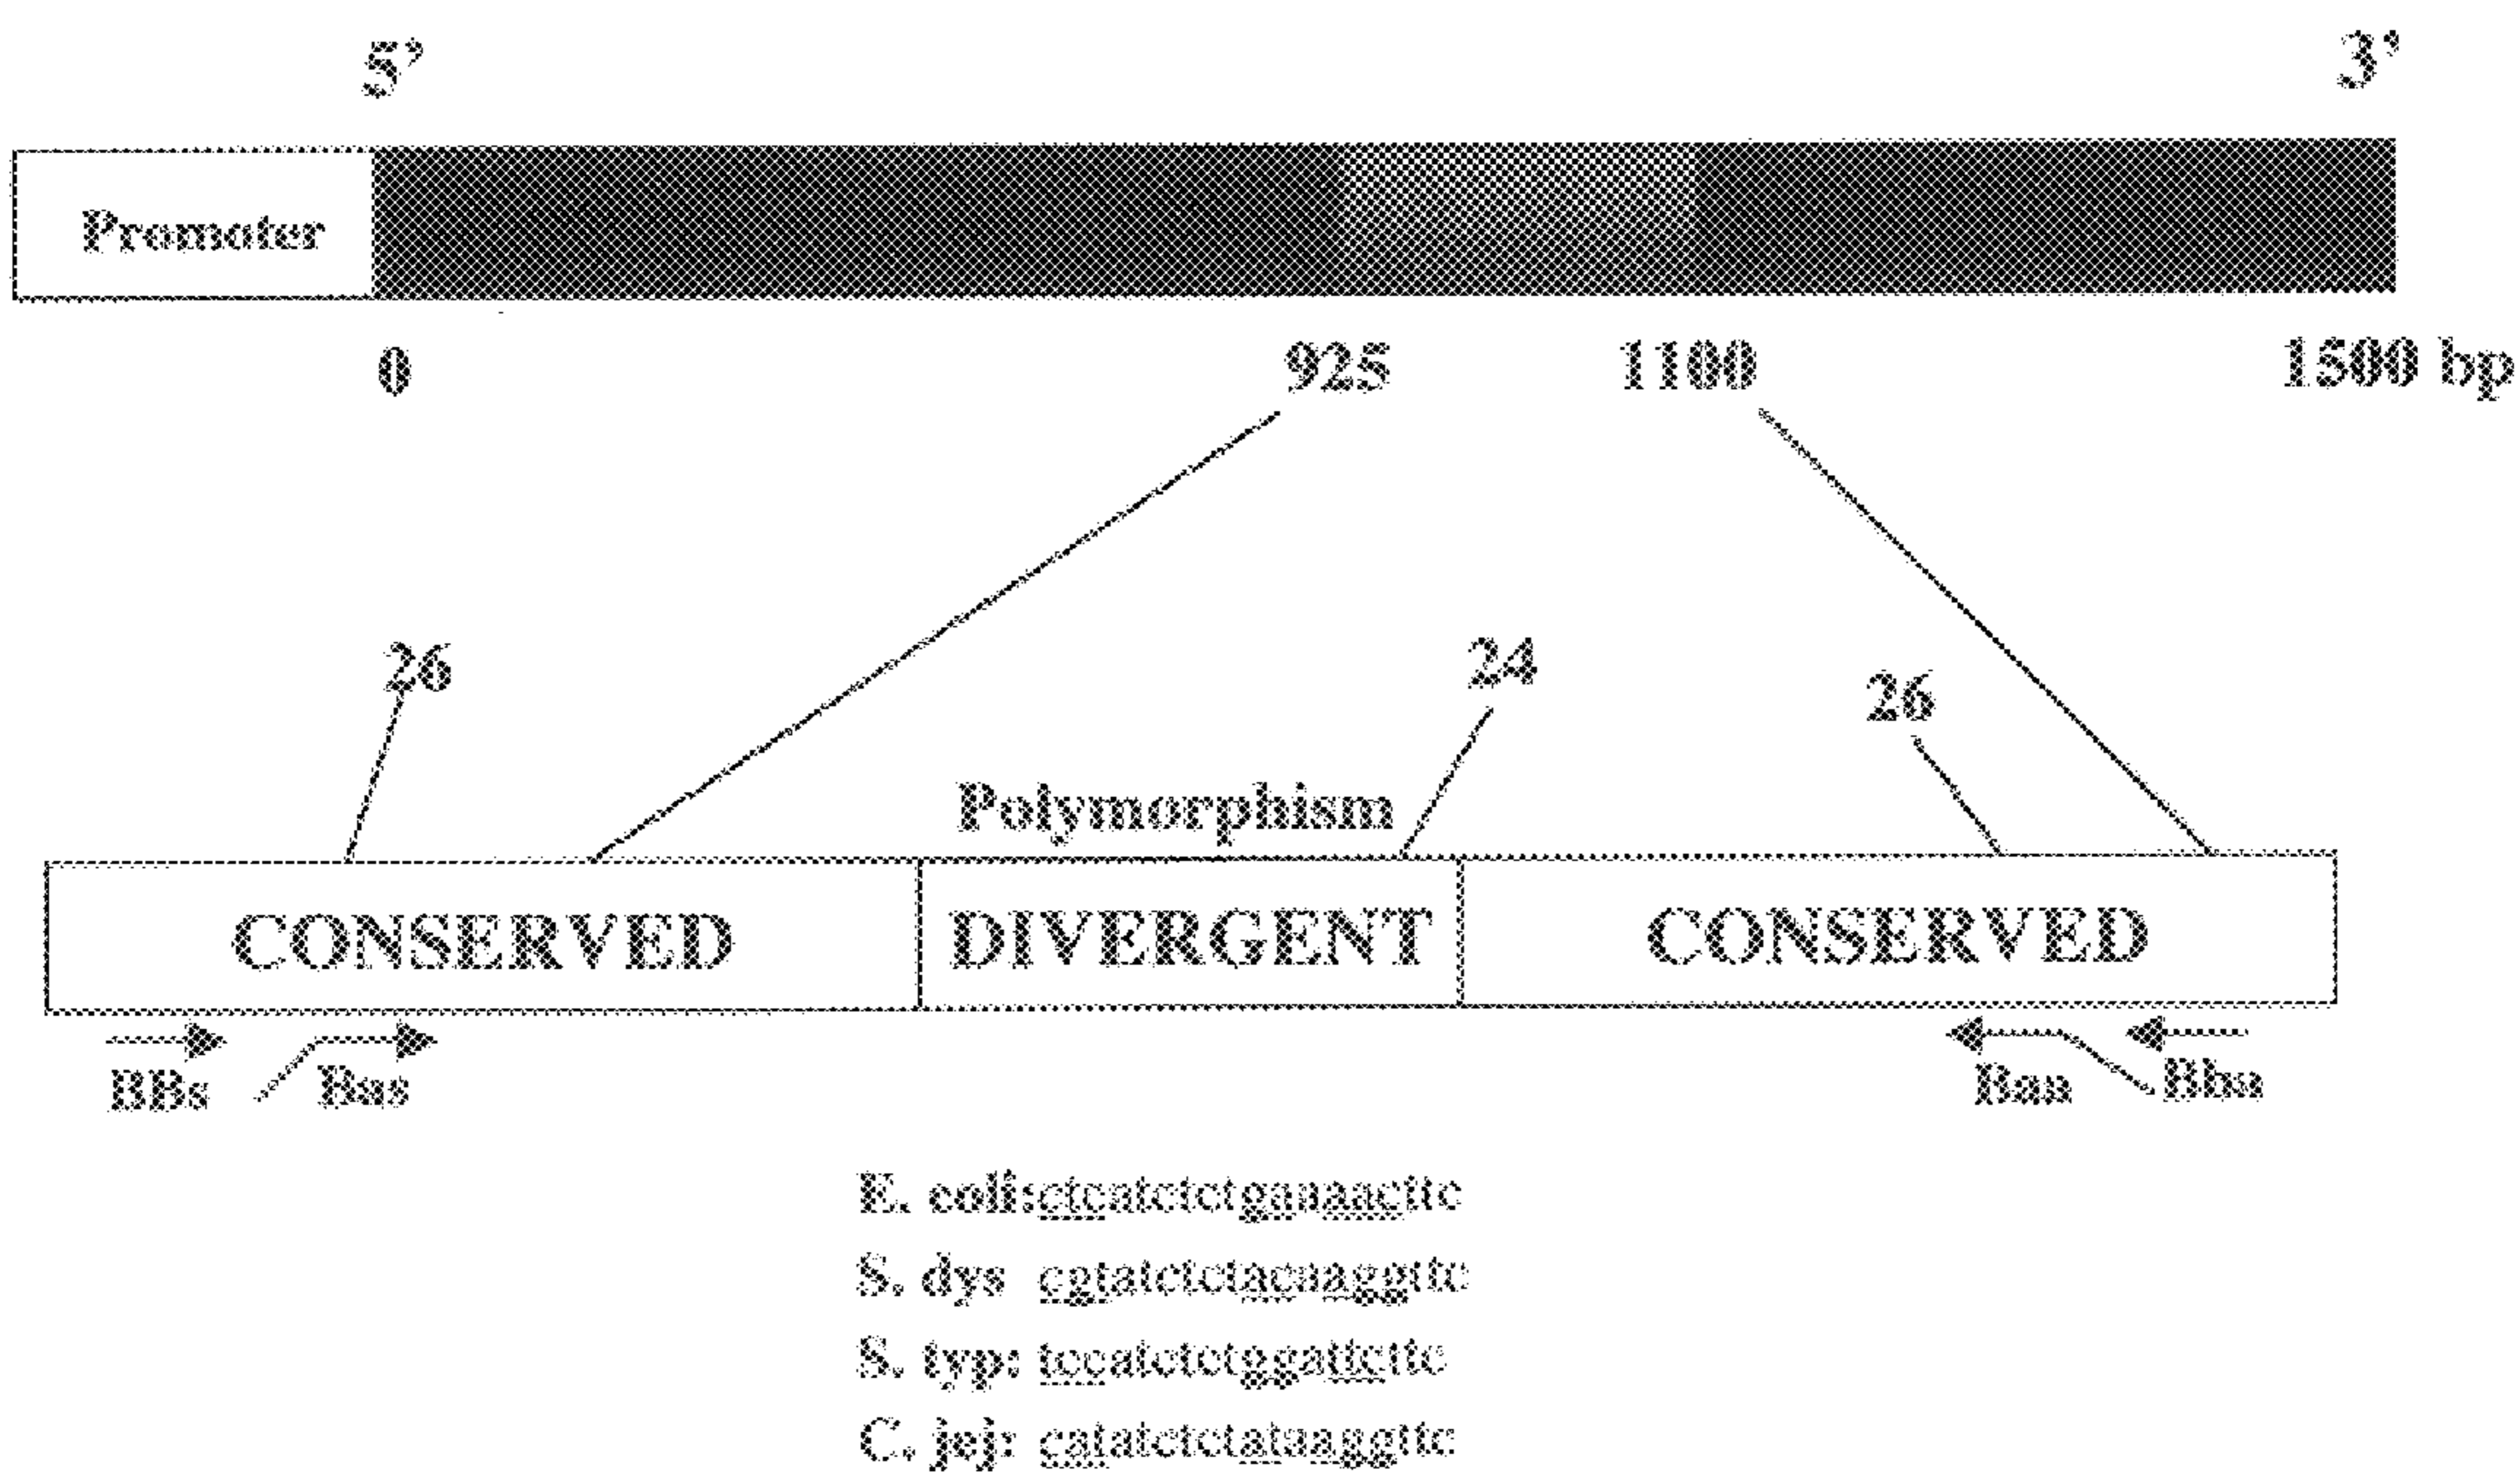 5' 3'
Promoter
0 925 1100 1500 bp
26 24 26
Polymorphism
CONSERVED DIVERGENT CONSERVED
BBs Bas Baa Bba
E. coli: ctcatctctgaaaacttc
S. dys cgtatctctacaaggttc
S. typ: tccatctctggattcttc
C. jej: catatctctataaggttc